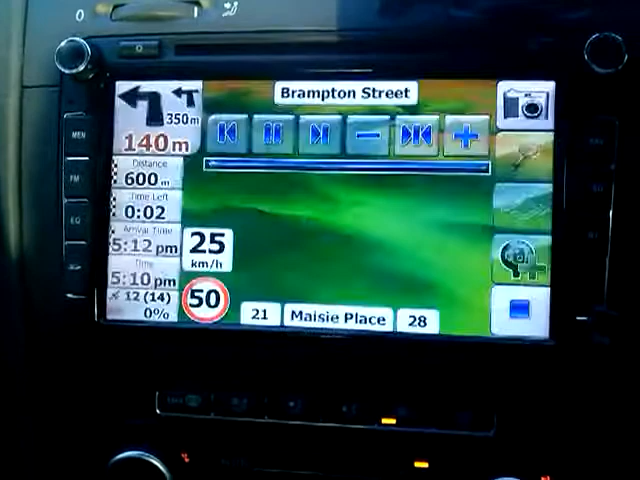 0
Brampton Street
350m
140m
Distance
600m
Time Left
0:02
Arrival Time
5:12 pm
Time
5:10 pm
12 (14)
0%
25
km/h
50
21
Maisie Place
28
MEN
FM
EQ